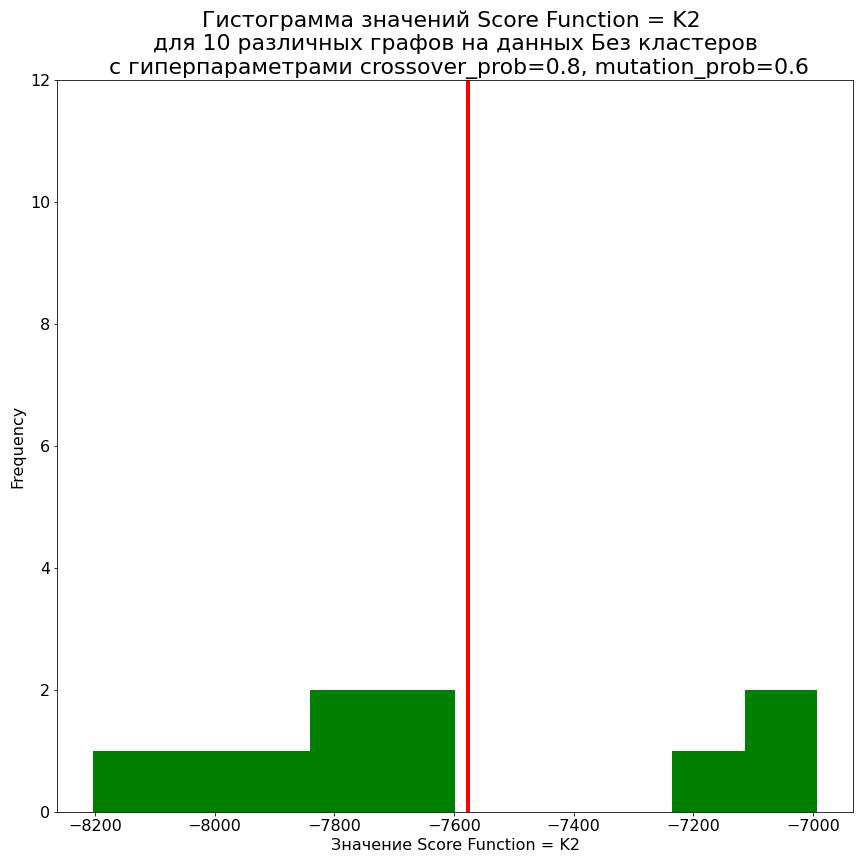 Гистограмма значений Score Function = K2
для 10 различных графов на данных Без кластеров
с гиперпараметрами crossover_prob=0.8, mutation_prob=0.6
12
10
8
6
4
2
0
Frequency
−8200 −8000 −7800 −7600 −7400 −7200 −7000
Значение Score Function = K2